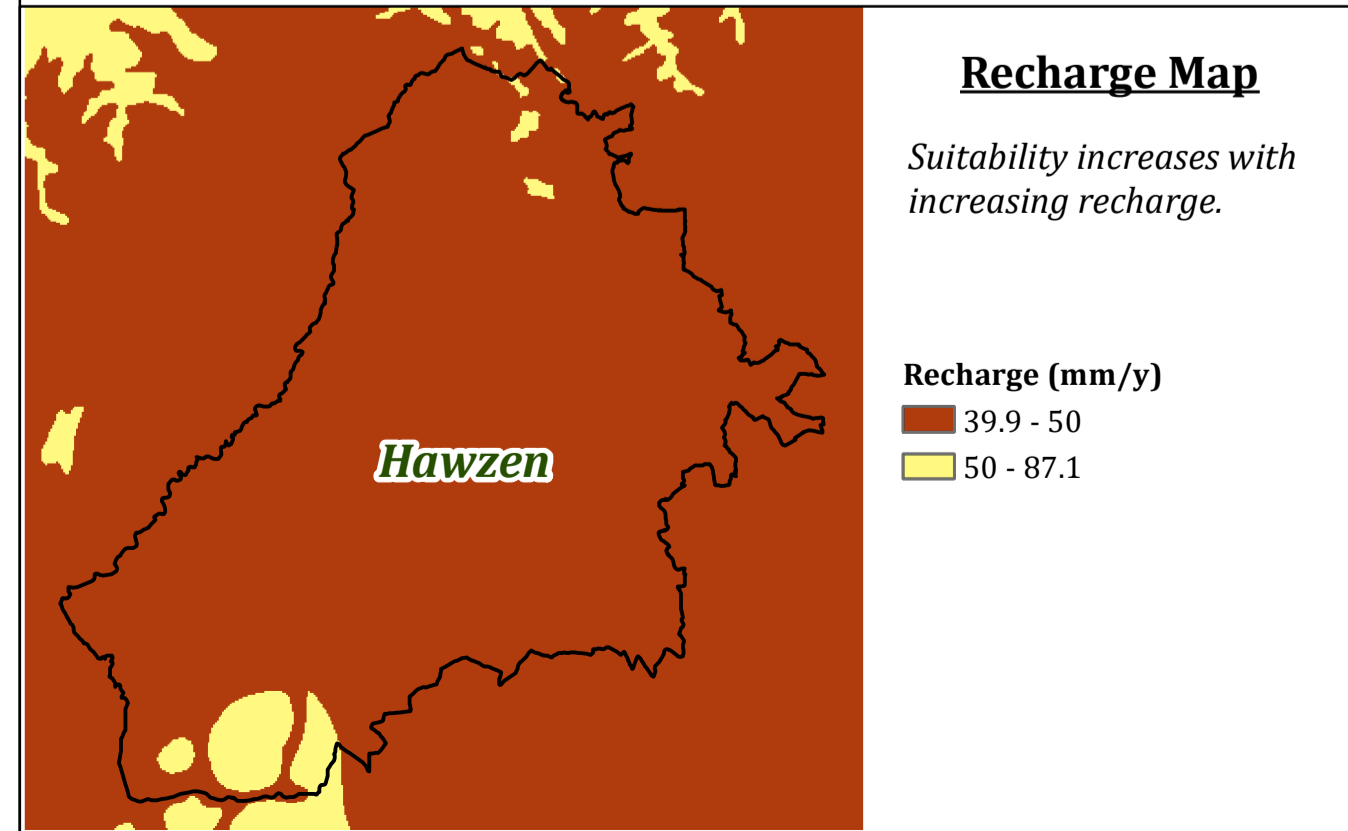 Recharge Map
Suitability increases with
increasing recharge.
Recharge (mm/y)
39.9 - 50
50 - 87.1
Hawzen